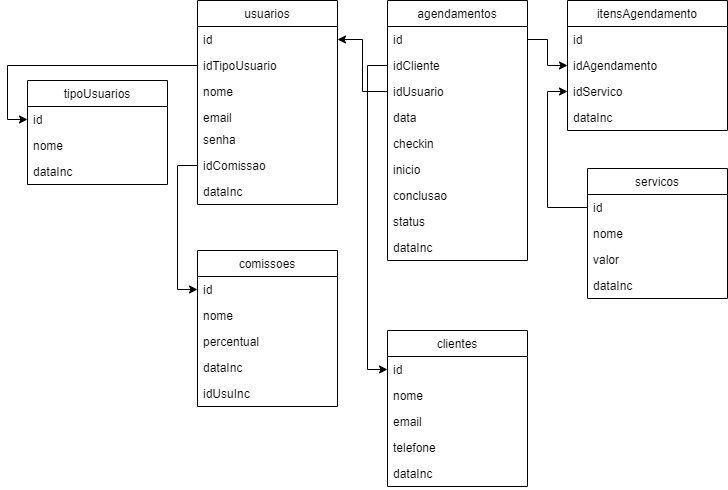 usuarios
id
idTipoUsuario
nome
email
senha
idComissao
dataInc
agendamentos
id
idCliente
idUsuario
data
checkin
inicio
conclusao
status
dataInc
itensAgendamento
id
idAgendamento
idServico
dataInc
tipoUsuarios
id
nome
dataInc
servicos
id
nome
valor
dataInc
comissoes
id
nome
percentual
dataInc
idUsuInc
clientes
id
nome
email
telefone
dataInc